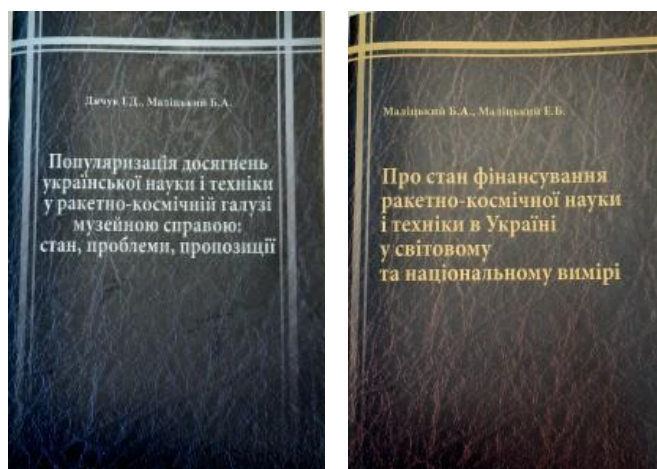 Дячук І.Д., Маліцький Б.А.
Популяризація досягнень
української науки і техніки
у ракетно-космічній галузі
музейною справою:
стан, проблеми, пропозиції
Маліцький Б.А., Маліцький Е.Б.
Про стан фінансування
ракетно-космічної науки
і техніки в Україні
у світовому
та національному вимірі